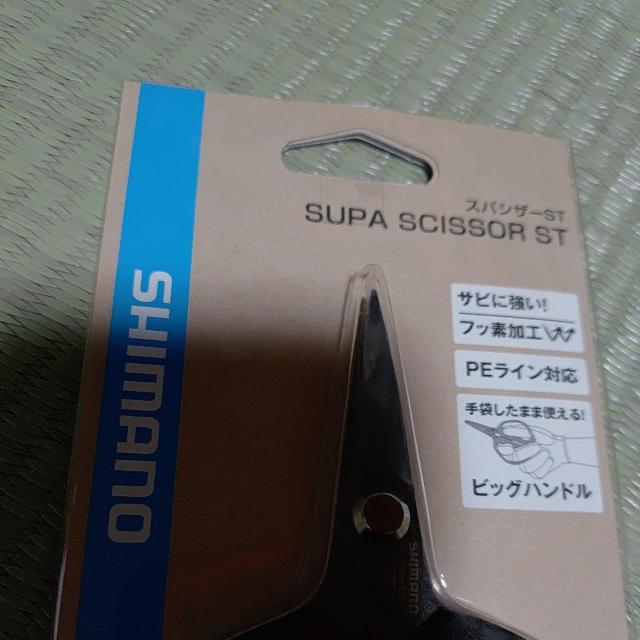 スパシザーST
SUPA SCISSOR ST
SHIMANO
サビに強い!
フッ素加工
PEライン対応
手袋したまま使える!
ビッグハンドル
SHIMANO